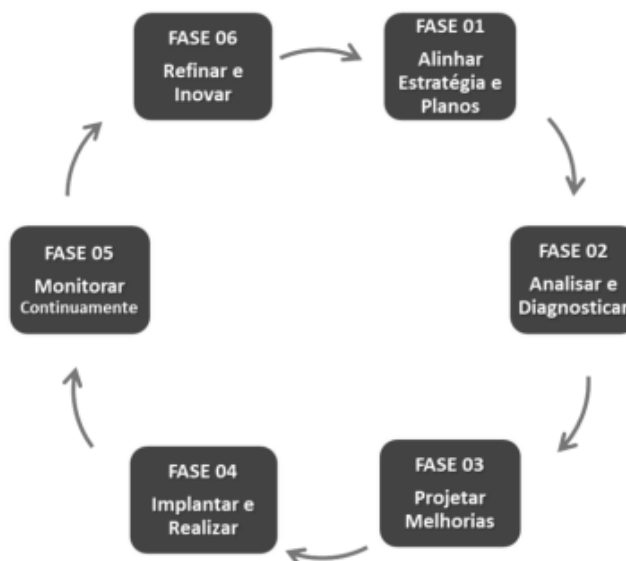 FASE 01
Alinhar
Estratégia e
Planos
FASE 02
Analisar e
Diagnosticar
FASE 03
Projetar
Melhorias
FASE 04
Implantar e
Realizar
FASE 05
Monitorar
Continuamente
FASE 06
Refinar e
Inovar